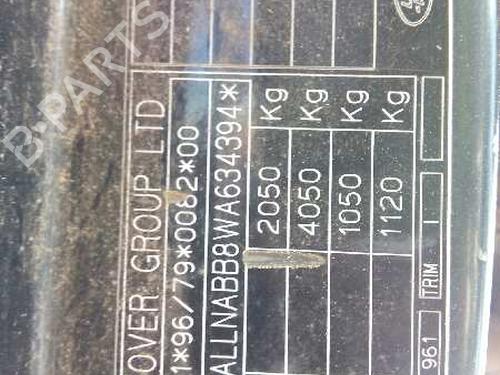 OVER GROUP LTD
1*96/79*0082*00
ALLNABB8WA634394*
2050 Kg
4050 Kg
1050 Kg
1120 Kg
961 TRIM
B-PARTS